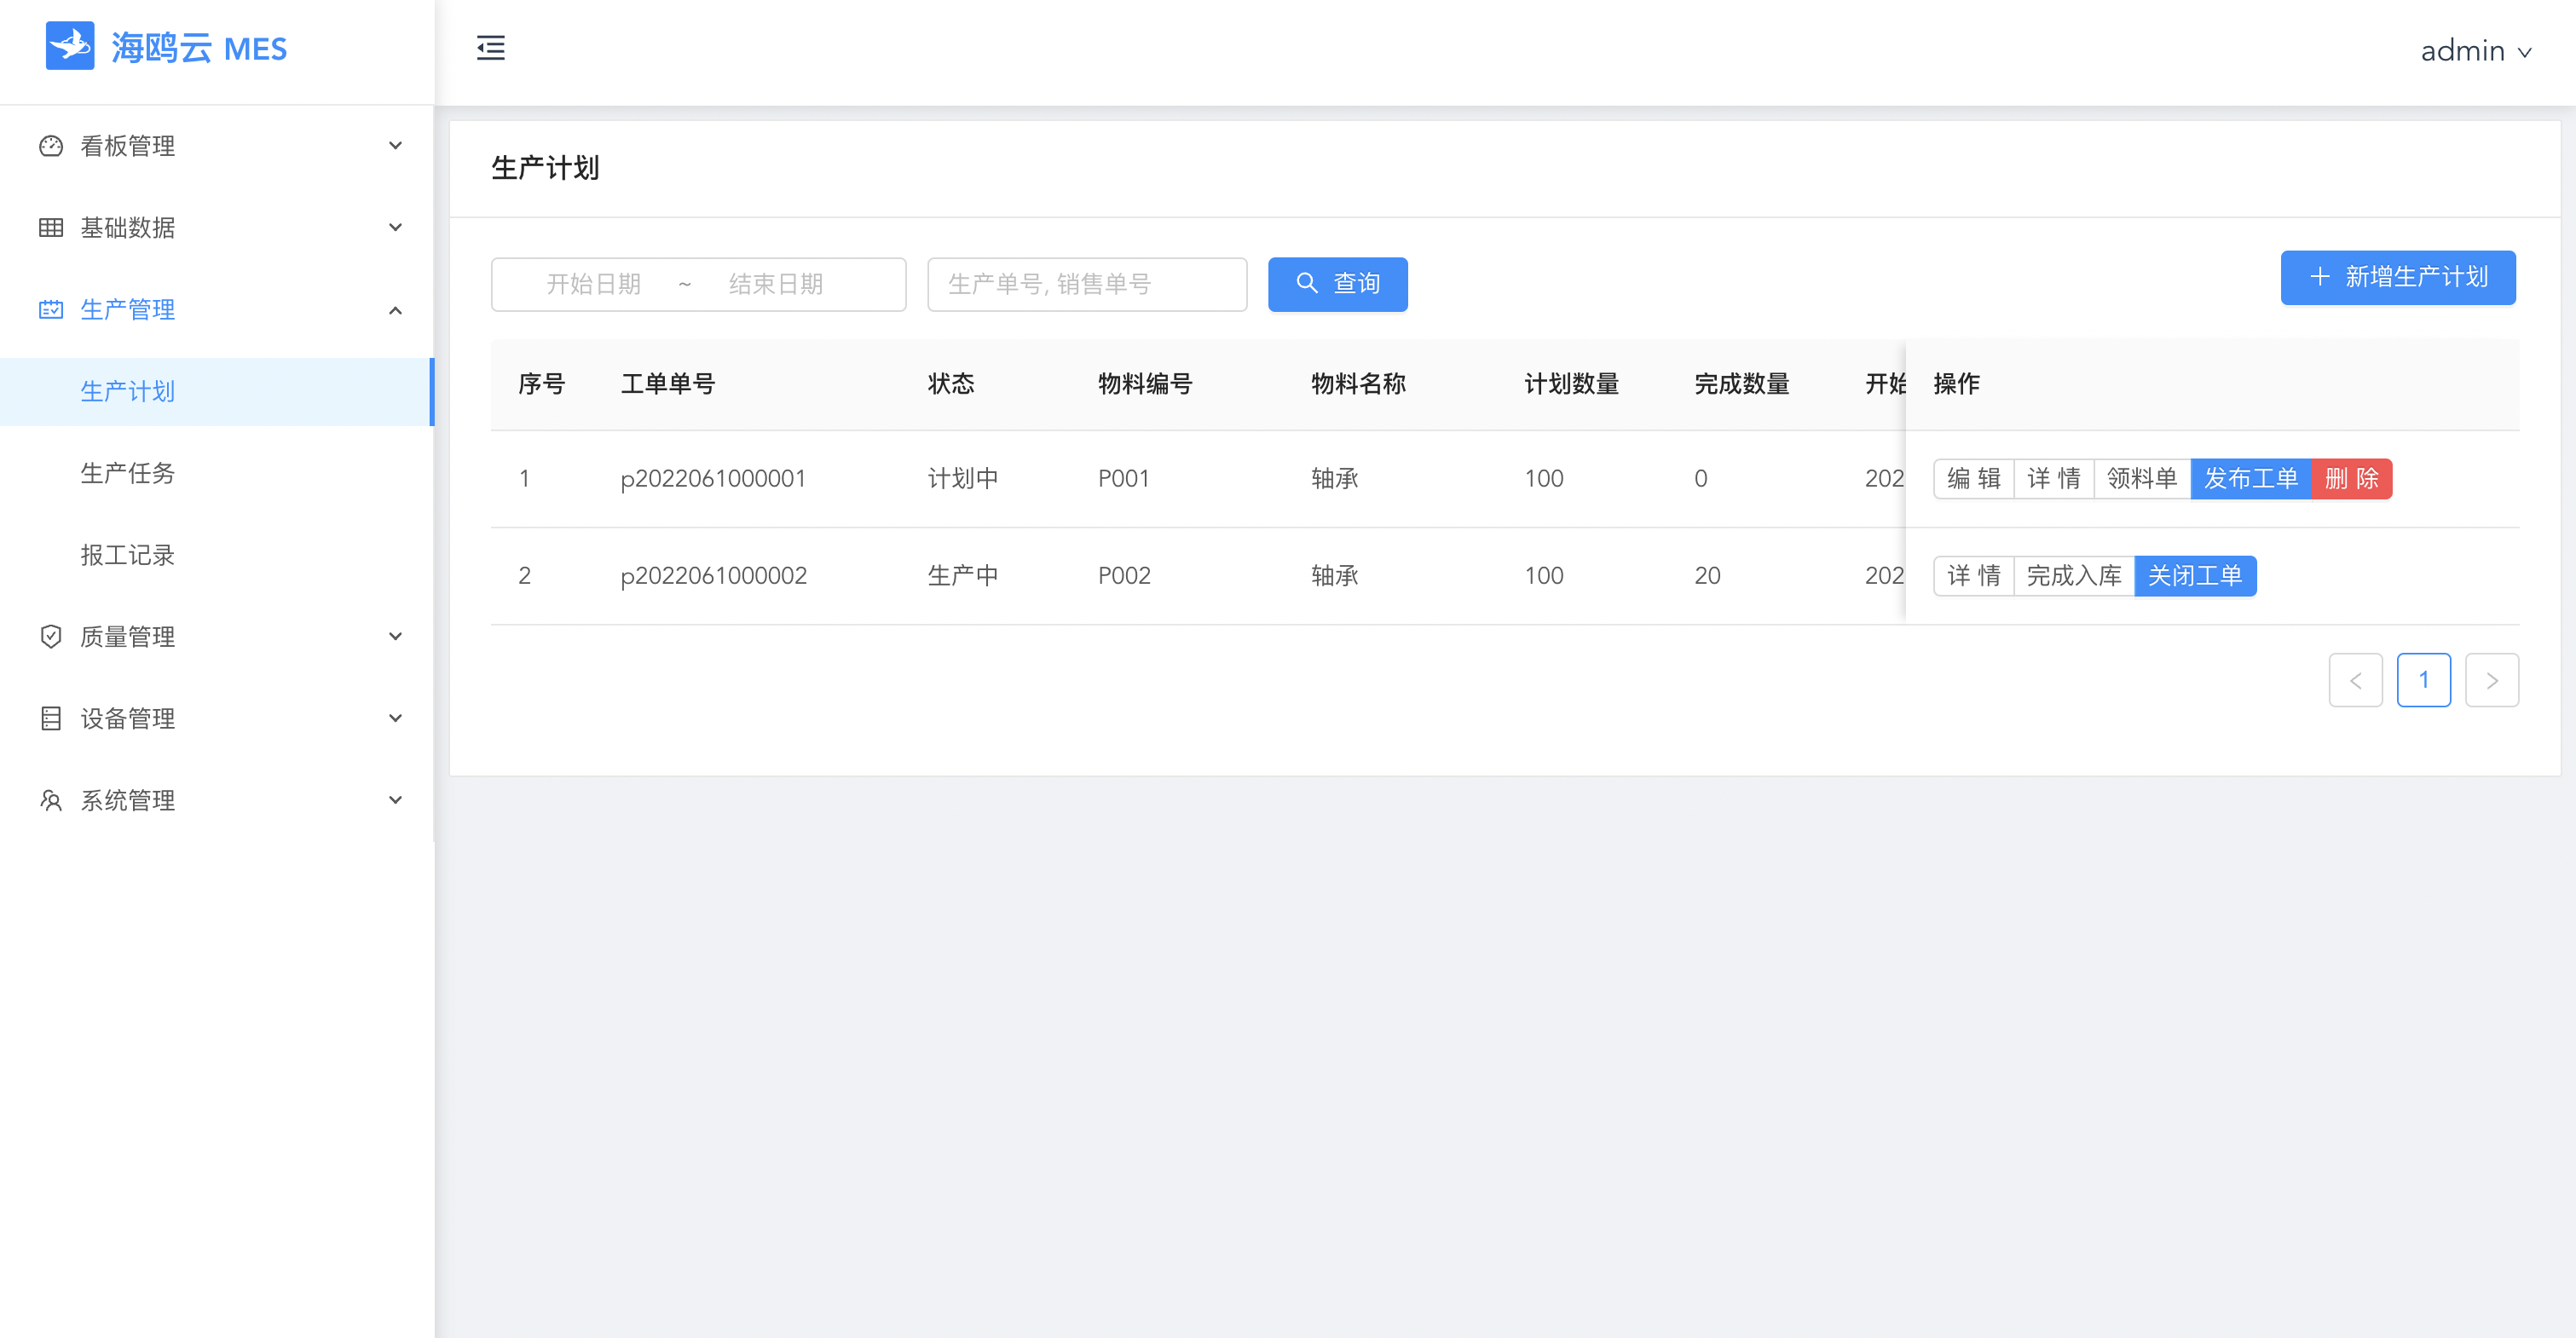 海鸥云 MES
admin
看板管理
基础数据
生产管理
生产计划
生产任务
报工记录
质量管理
设备管理
系统管理
生产计划
开始日期 ~ 结束日期 生产单号, 销售单号 查询 新增生产计划
序号 工单单号 状态 物料编号 物料名称 计划数量 完成数量 开始 操作
1 p2022061000001 计划中 P001 轴承 100 0 202 编 辑 详 情 领料单 发布工单 删 除
2 p2022061000002 生产中 P002 轴承 100 20 202 详 情 完成入库 关闭工单
< 1 >